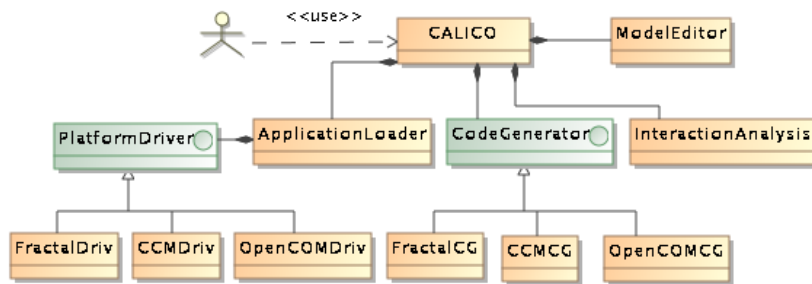 <<use>>
CALICO
ModelEditor
PlatformDriver
ApplicationLoader
CodeGenerator
InteractionAnalysis
FractalDriv
CCMDriv
OpenCOMDriv
FractalCG
CCMCG
OpenCOMCG